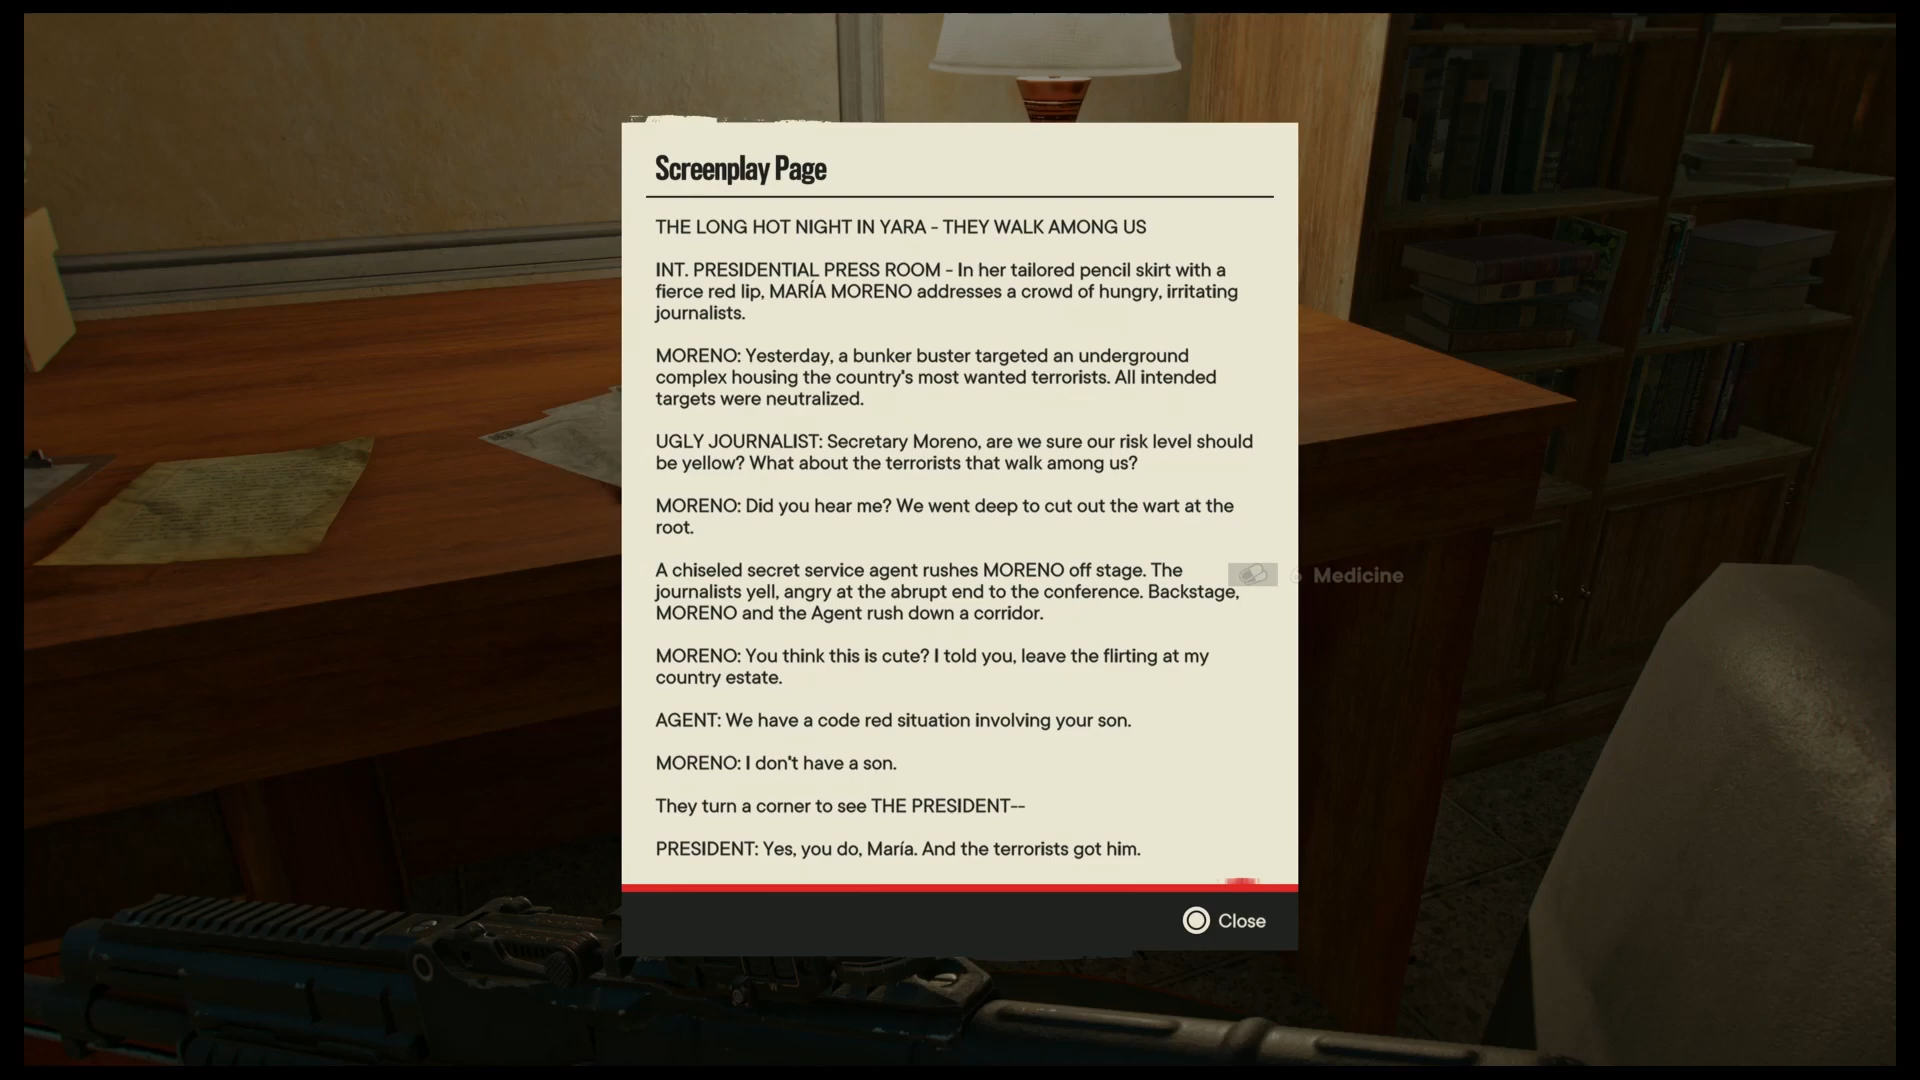 Screenplay Page
THE LONG HOT NIGHT IN YARA - THEY WALK AMONG US
INT. PRESIDENTIAL PRESS ROOM - In her tailored pencil skirt with a
fierce red lip, MARÍA MORENO addresses a crowd of hungry, irritating
journalists.
MORENO: Yesterday, a bunker buster targeted an underground
complex housing the country's most wanted terrorists. All intended
targets were neutralized.
UGLY JOURNALIST: Secretary Moreno, are we sure our risk level should
be yellow? What about the terrorists that walk among us?
MORENO: Did you hear me? We went deep to cut out the wart at the
root.
A chiseled secret service agent rushes MORENO off stage. The
journalists yell, angry at the abrupt end to the conference. Backstage,
MORENO and the Agent rush down a corridor.
MORENO: You think this is cute? I told you, leave the flirting at my
country estate.
AGENT: We have a code red situation involving your son.
MORENO: I don't have a son.
They turn a corner to see THE PRESIDENT--
PRESIDENT: Yes, you do, María. And the terrorists got him.
6 Medicine
Close